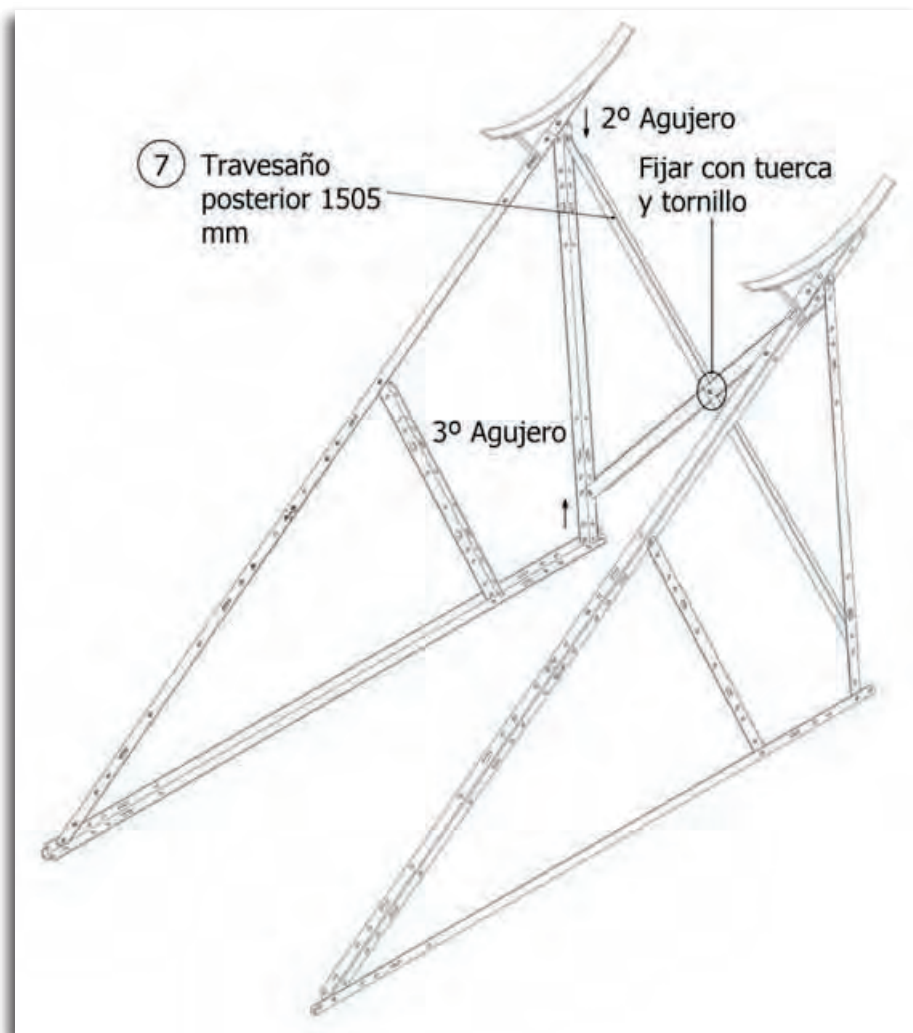 2º Agujero
7 Travesaño
posterior 1505
mm
Fijar con tuerca
y tornillo
3º Agujero